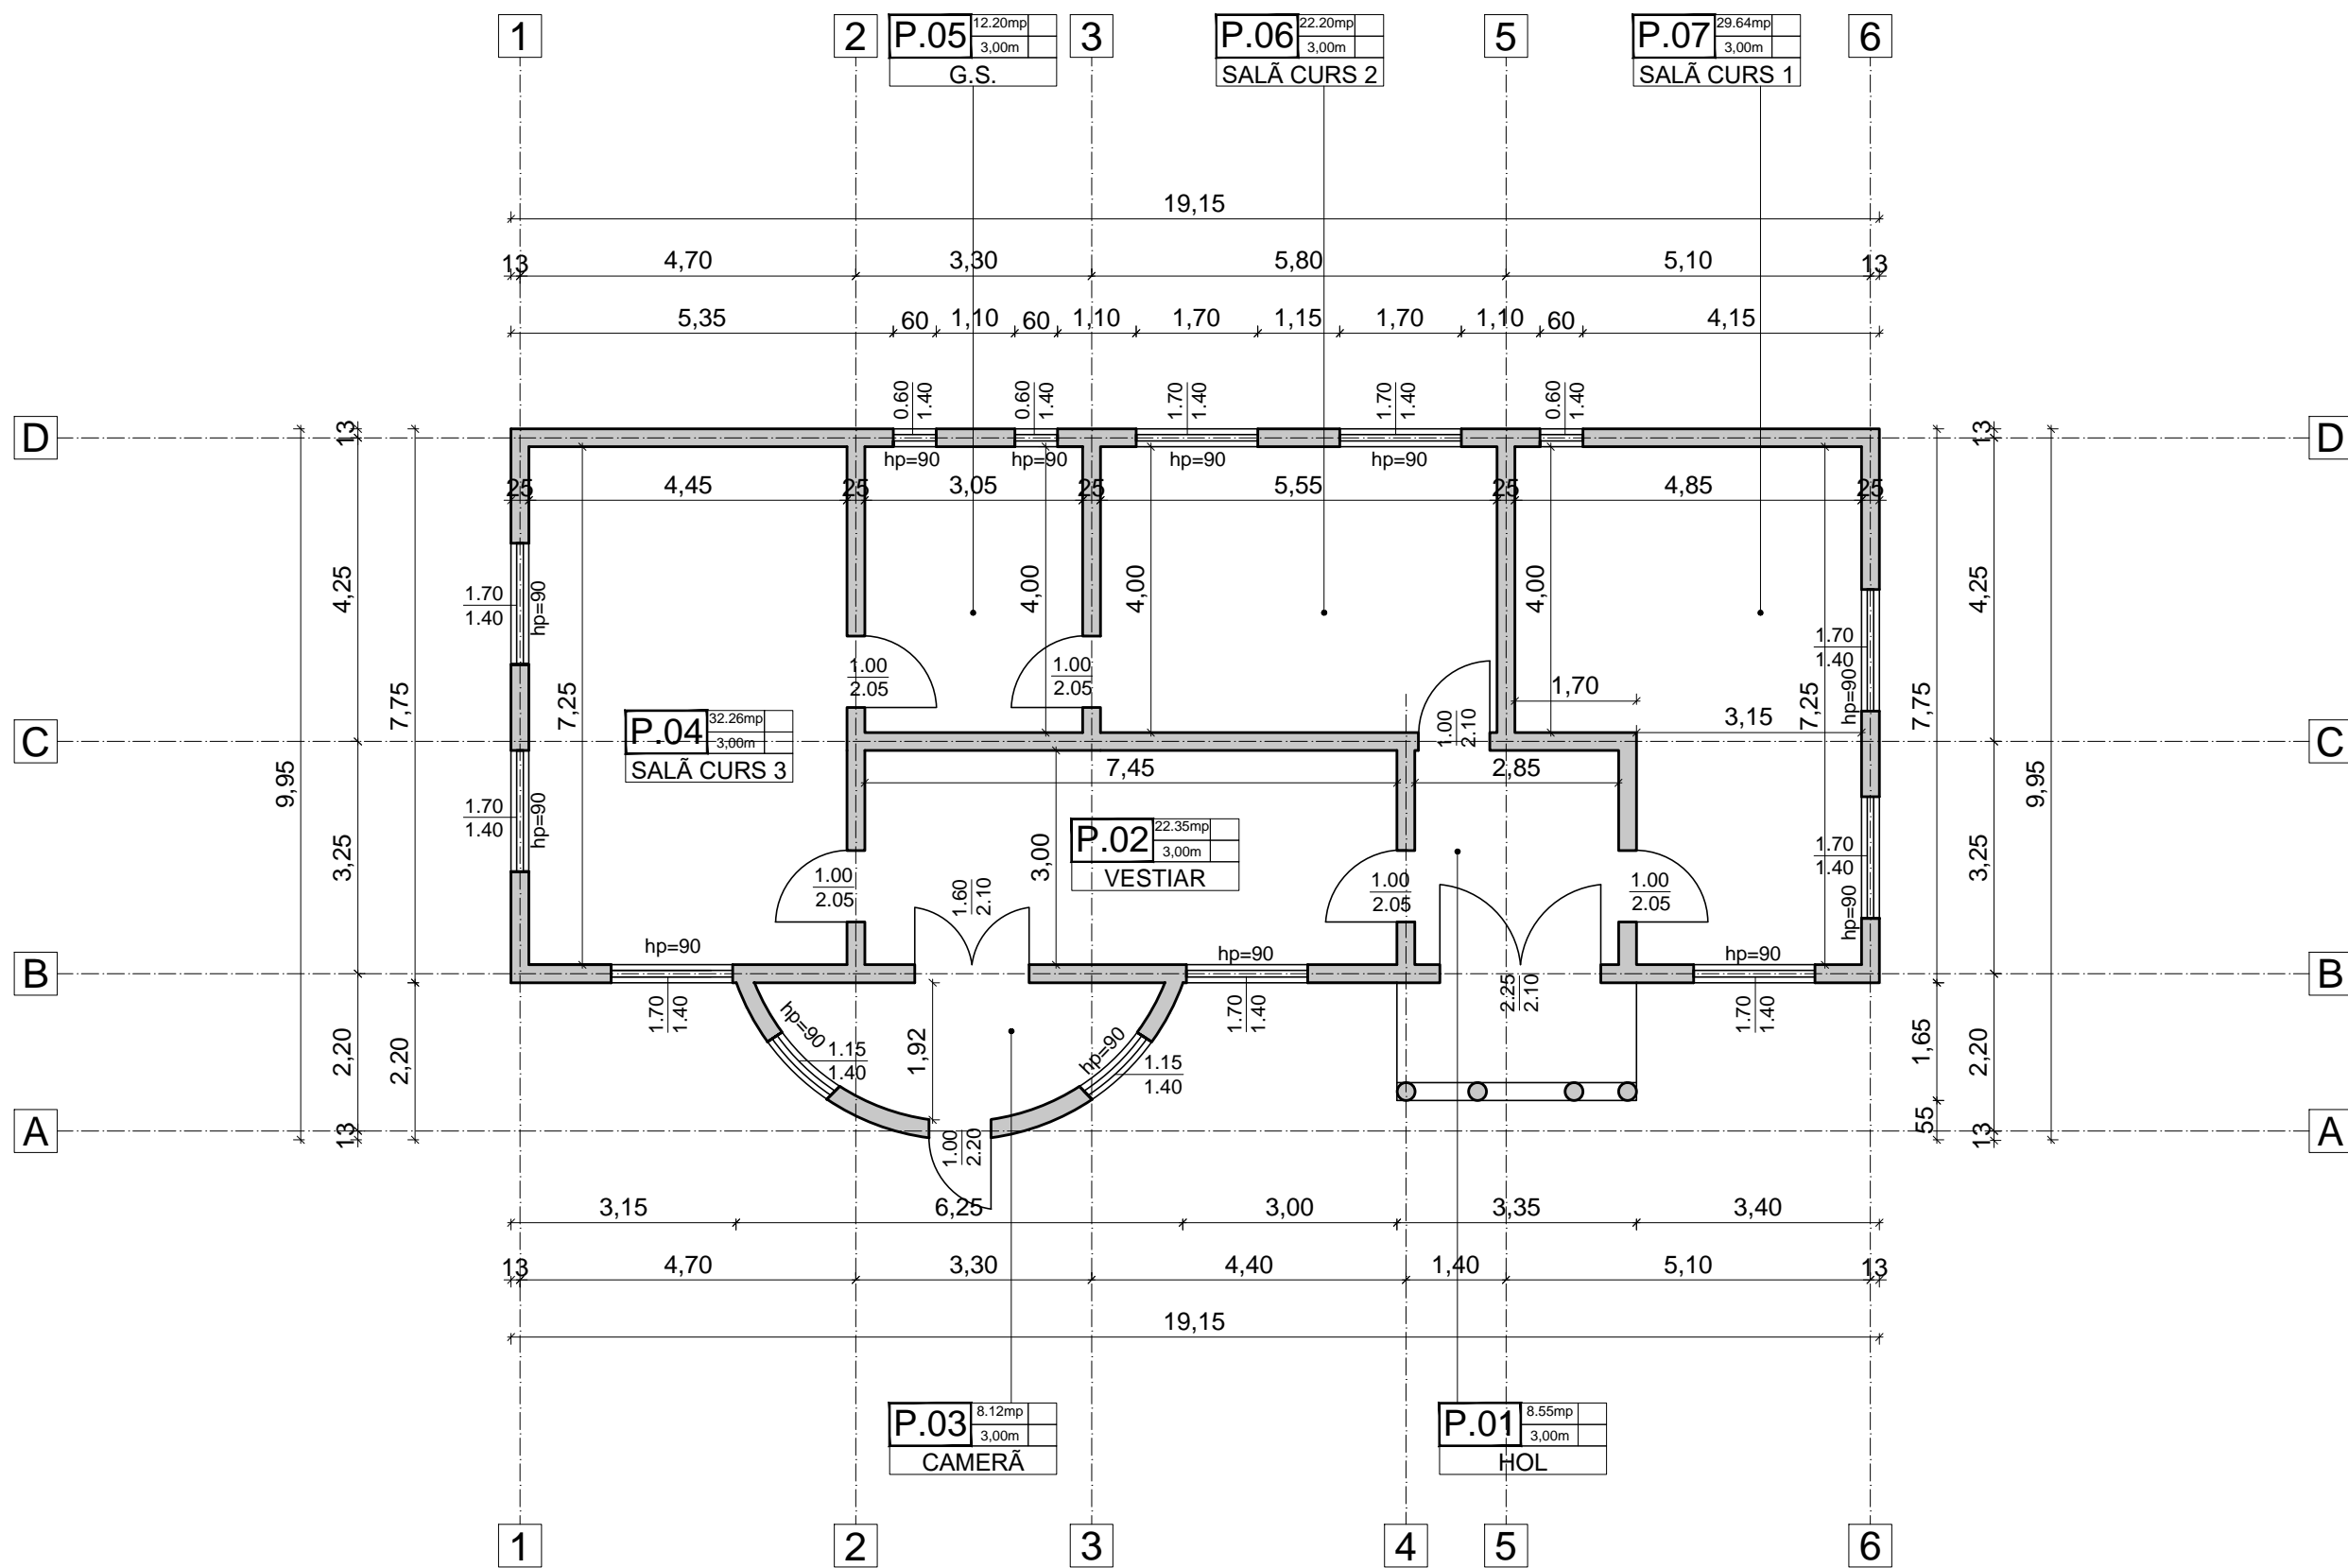 1
2
P.05
12.20mp
3,00m
G.S.
3
P.06
22.20mp
3,00m
SALÃ CURS 2
5
P.07
29.64mp
3,00m
SALÃ CURS 1
6
19,15
13 4,70 3,30 5,80 5,10 13
5,35 60 1,10 60 1,10 1,70 1,15 1,70 1,10 60 4,15
0.60
1.40
0.60
1.40
1.70
1.40
1.70
1.40
0.60
1.40
D 13 13 D
hp=90 hp=90 hp=90 hp=90
25 4,45 25 3,05 25 5,55 25 4,85 25
4,25
4,00
4,00
4,00
4,25
1.70
1.40
hp=90
1.70
1.40
hp=90
7,75
7,25
1.00
2.05
1.00
2.05
1,70
3,15
7,25
7,75
1.00
2.10
P.04
32.26mp
3,00m
SALÃ CURS 3
C C
9,95
7,45
2,85
9,95
1.70
1.40
hp=90
3,25
3,00
P.02
22.35mp
3,00m
VESTIAR
1.70
1.40
hp=90
3,25
1.00
2.05
1.60
2.10
1.00
2.05
1.00
2.05
hp=90 hp=90 hp=90
B B
1.70
1.40
1.70
1.40
2.25
2.10
1.70
1.40
2,20
2,20
hp=90
1.15
1.40
1,92
hp=90
1.15
1.40
1,65
2,20
A 13 55 13 A
1.00
2.20
3,15 6,25 3,00 3,35 3,40
13 4,70 3,30 4,40 1,40 5,10 13
19,15
P.03
8.12mp
3,00m
CAMERÃ
P.01
8.55mp
3,00m
HOL
1 2 3 4 5 6